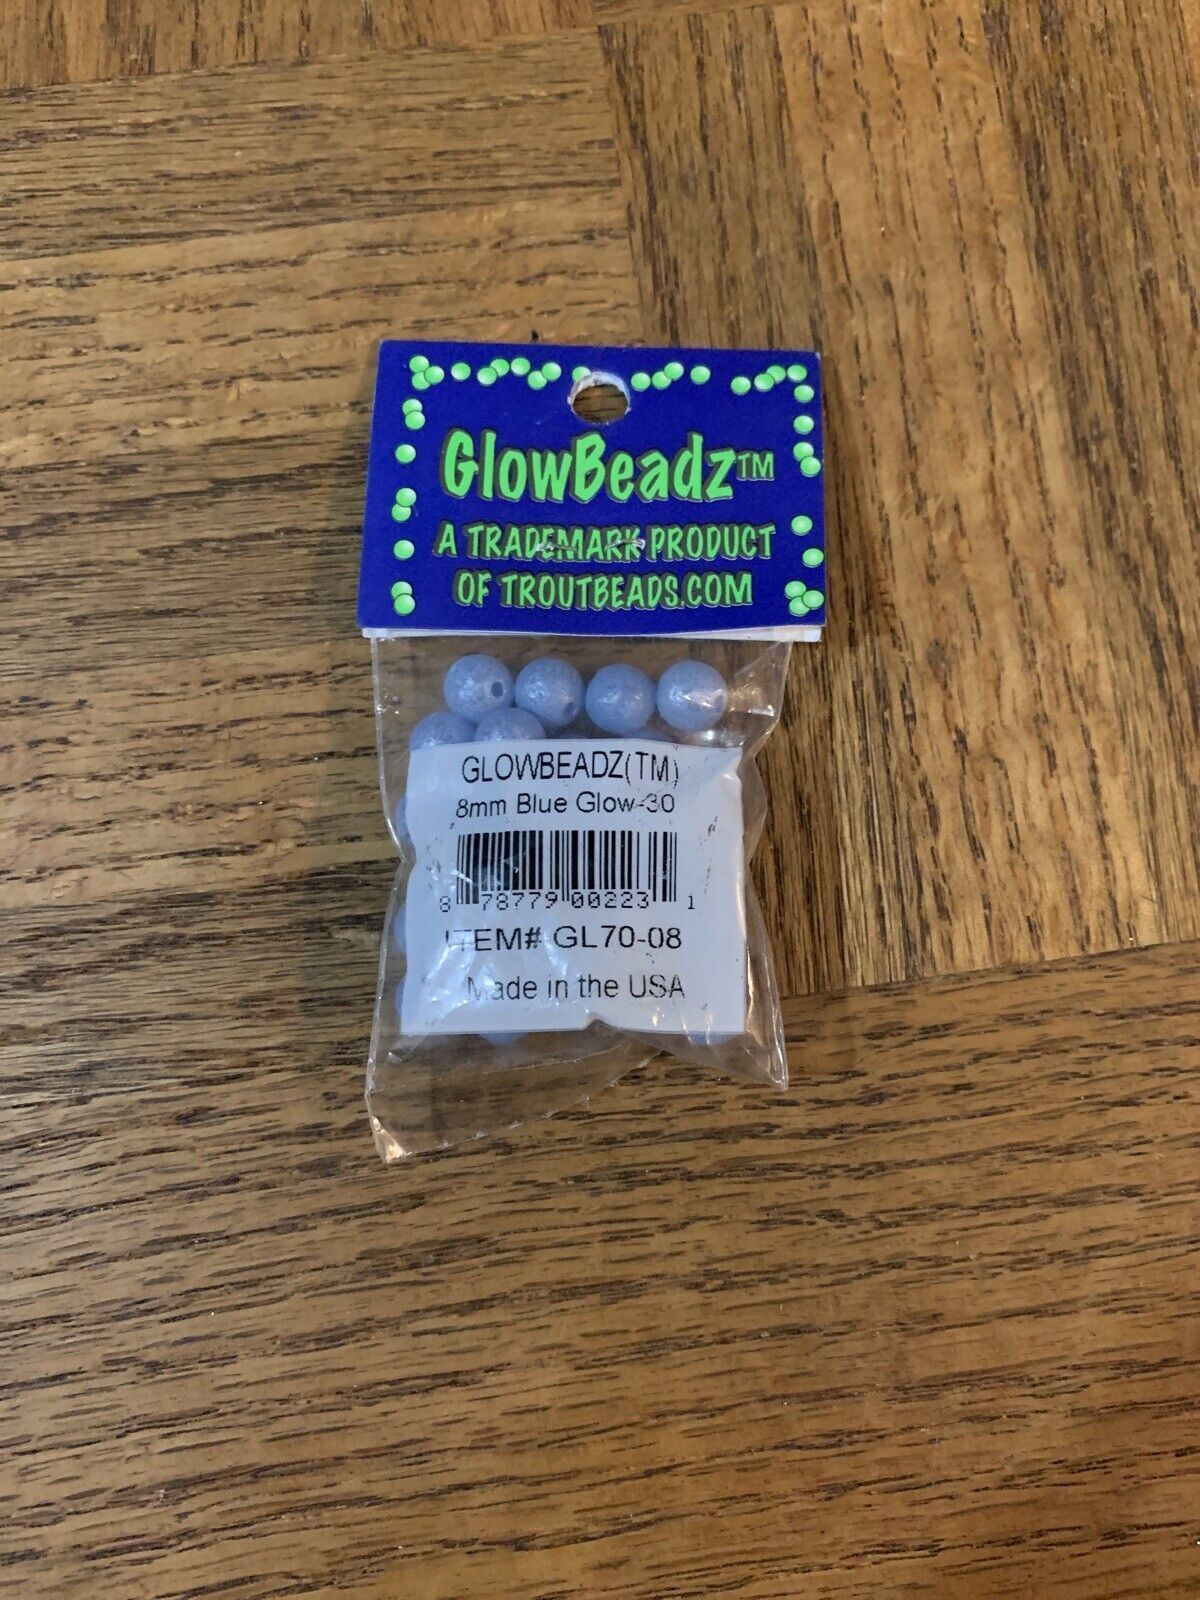 GlowBeadz™
A TRADEMARK PRODUCT
OF TROUTBEADS.COM
GLOWBEADZ(TM)
8mm Blue Glow-30
8 78779 00223 1
ITEM# GL70-08
Made in the USA